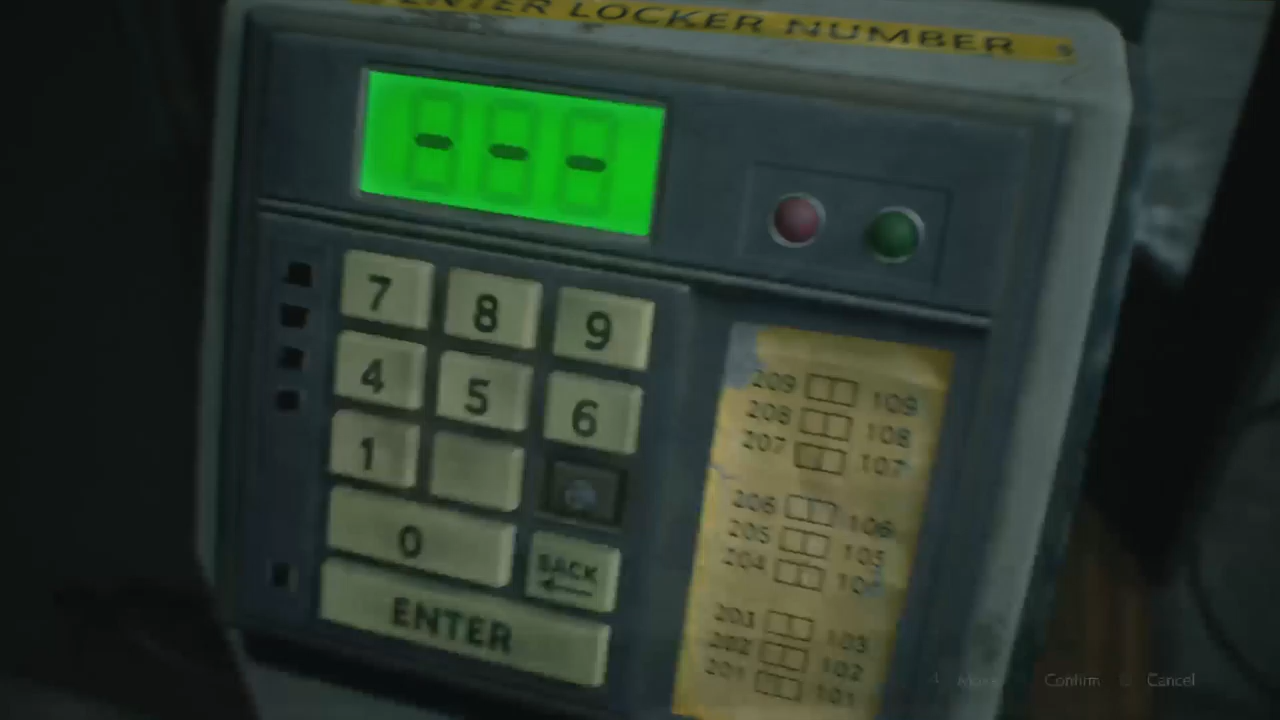 ENTER LOCKER NUMBER
- - -
7 8 9
4 5 6
1
0 BACK
ENTER
209 109
208 108
207 107
206 106
205 105
204
203 103
202 102
201 101
Move Confirm Cancel